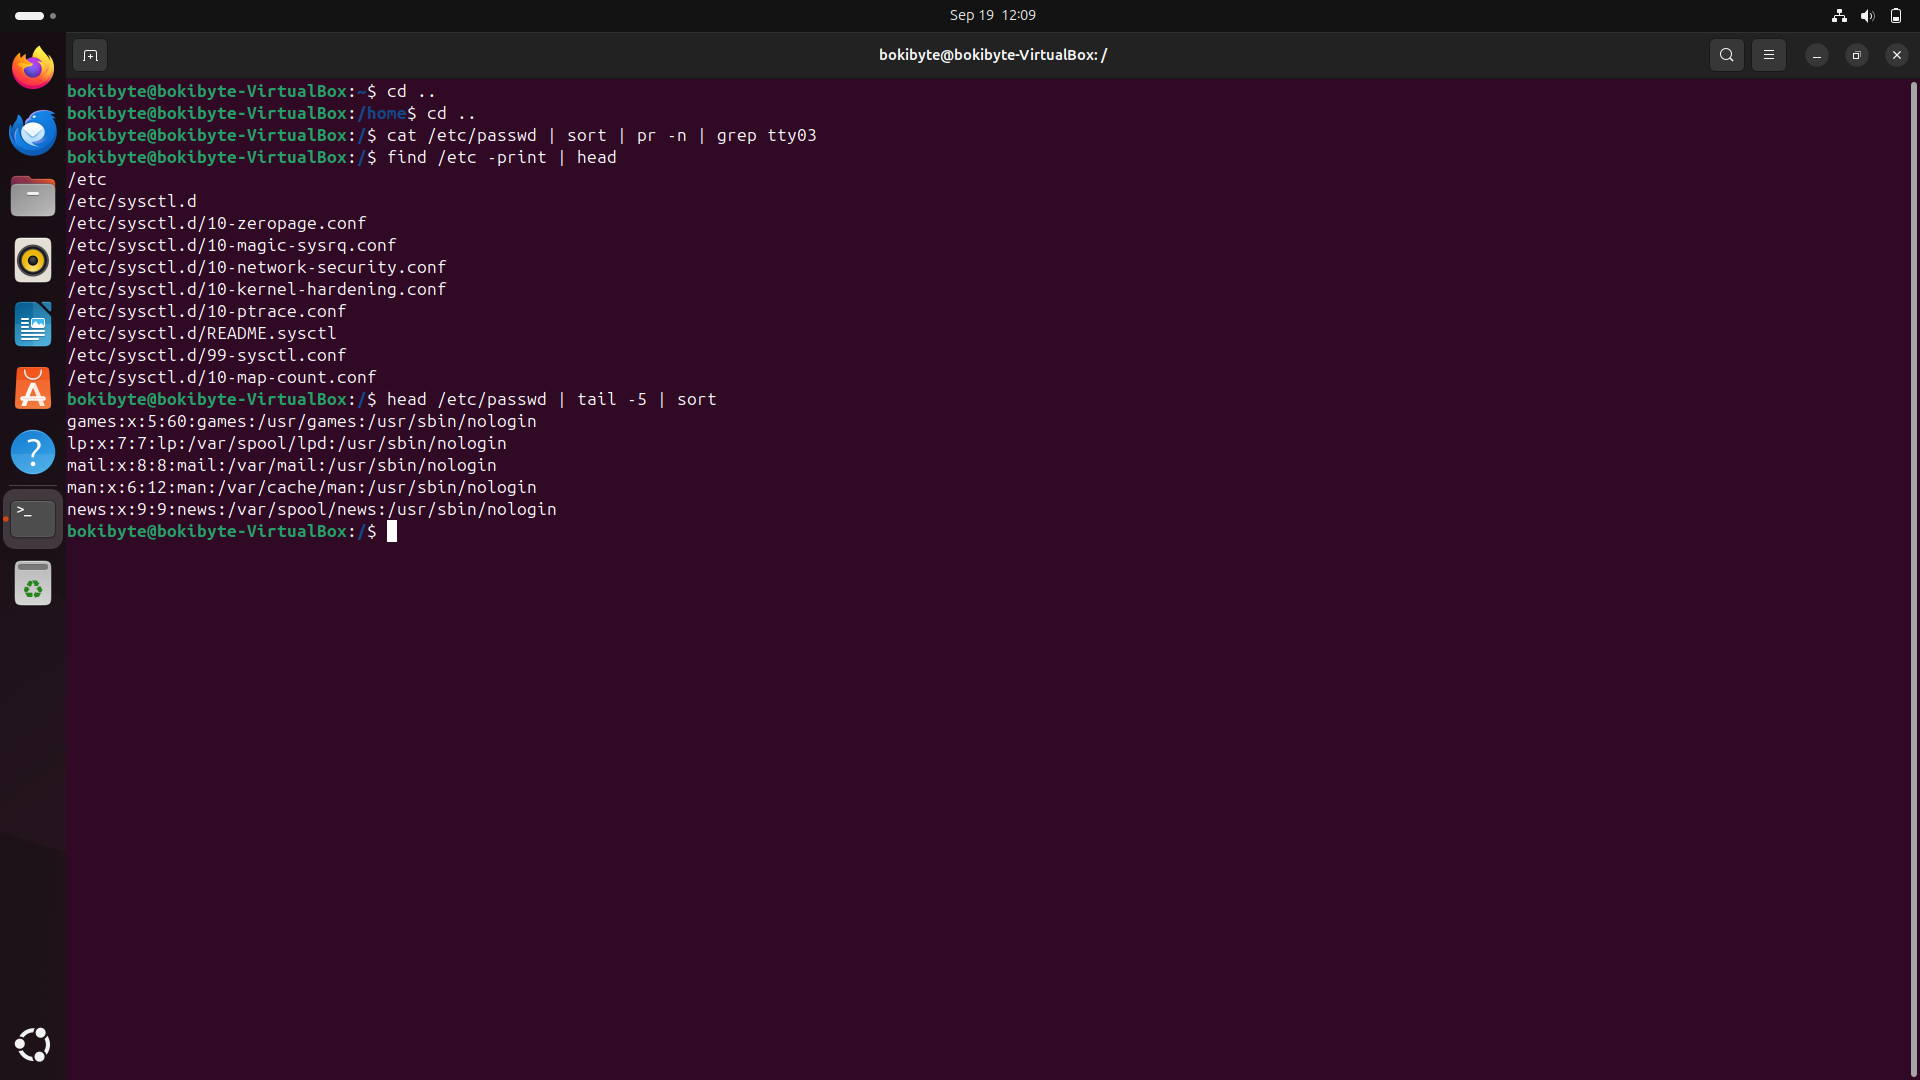 Sep 19 12:09
bokibyte@bokibyte-VirtualBox: /
bokibyte@bokibyte-VirtualBox:~$ cd ..
bokibyte@bokibyte-VirtualBox:/home$ cd ..
bokibyte@bokibyte-VirtualBox:/$ cat /etc/passwd | sort | pr -n | grep tty03
bokibyte@bokibyte-VirtualBox:/$ find /etc -print | head
/etc
/etc/sysctl.d
/etc/sysctl.d/10-zeropage.conf
/etc/sysctl.d/10-magic-sysrq.conf
/etc/sysctl.d/10-network-security.conf
/etc/sysctl.d/10-kernel-hardening.conf
/etc/sysctl.d/10-ptrace.conf
/etc/sysctl.d/README.sysctl
/etc/sysctl.d/99-sysctl.conf
/etc/sysctl.d/10-map-count.conf
bokibyte@bokibyte-VirtualBox:/$ head /etc/passwd | tail -5 | sort
games:x:5:60:games:/usr/games:/usr/sbin/nologin
lp:x:7:7:lp:/var/spool/lpd:/usr/sbin/nologin
mail:x:8:8:mail:/var/mail:/usr/sbin/nologin
man:x:6:12:man:/var/cache/man:/usr/sbin/nologin
news:x:9:9:news:/var/spool/news:/usr/sbin/nologin
bokibyte@bokibyte-VirtualBox:/$